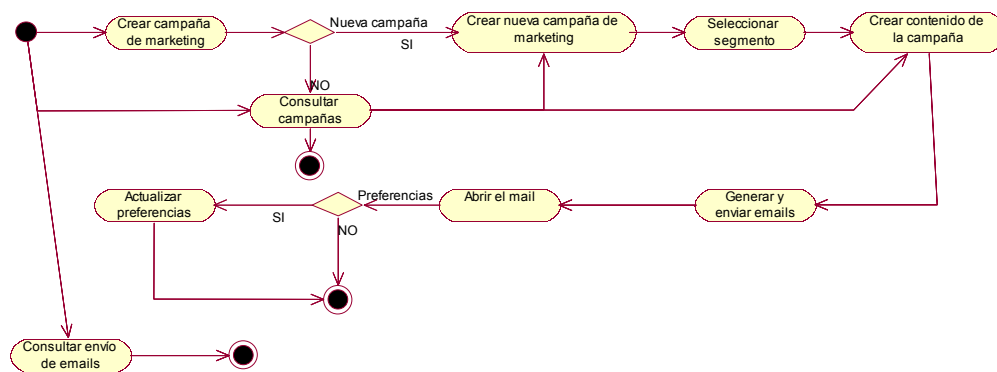 Crear campaña
de marketing
Nueva campaña
SI
Crear nueva campaña de
marketing
Seleccionar
segmento
Crear contenido de
la campaña
NO
Consultar
campañas
Actualizar
preferencias
SI
Preferencias
NO
Abrir el mail
Generar y
enviar emails
Consultar envío
de emails